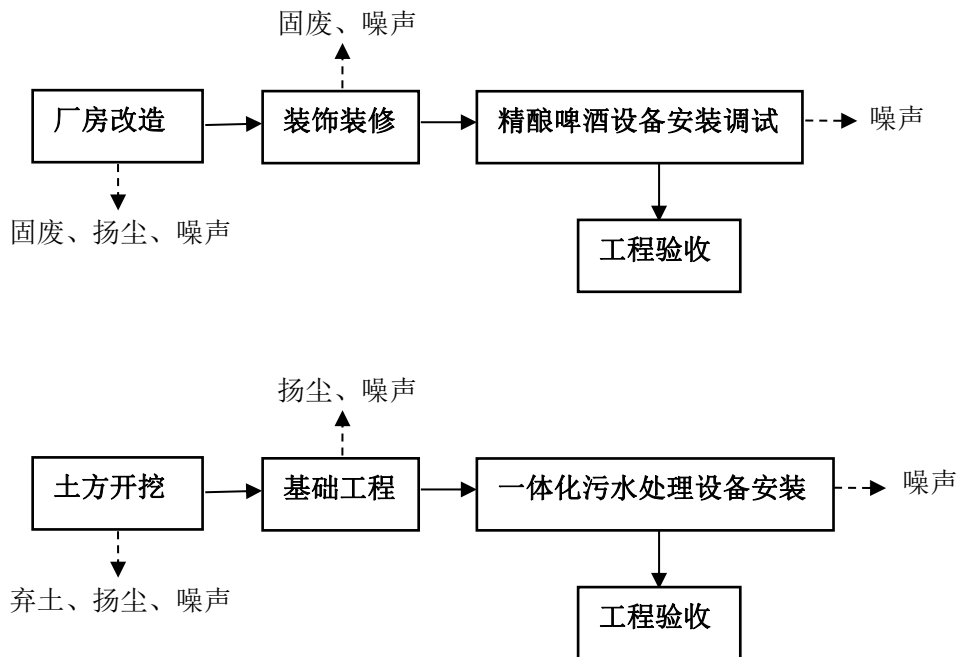 固废、噪声
厂房改造
装饰装修
精酿啤酒设备安装调试
噪声
固废、扬尘、噪声
工程验收
扬尘、噪声
土方开挖
基础工程
一体化污水处理设备安装
噪声
弃土、扬尘、噪声
工程验收